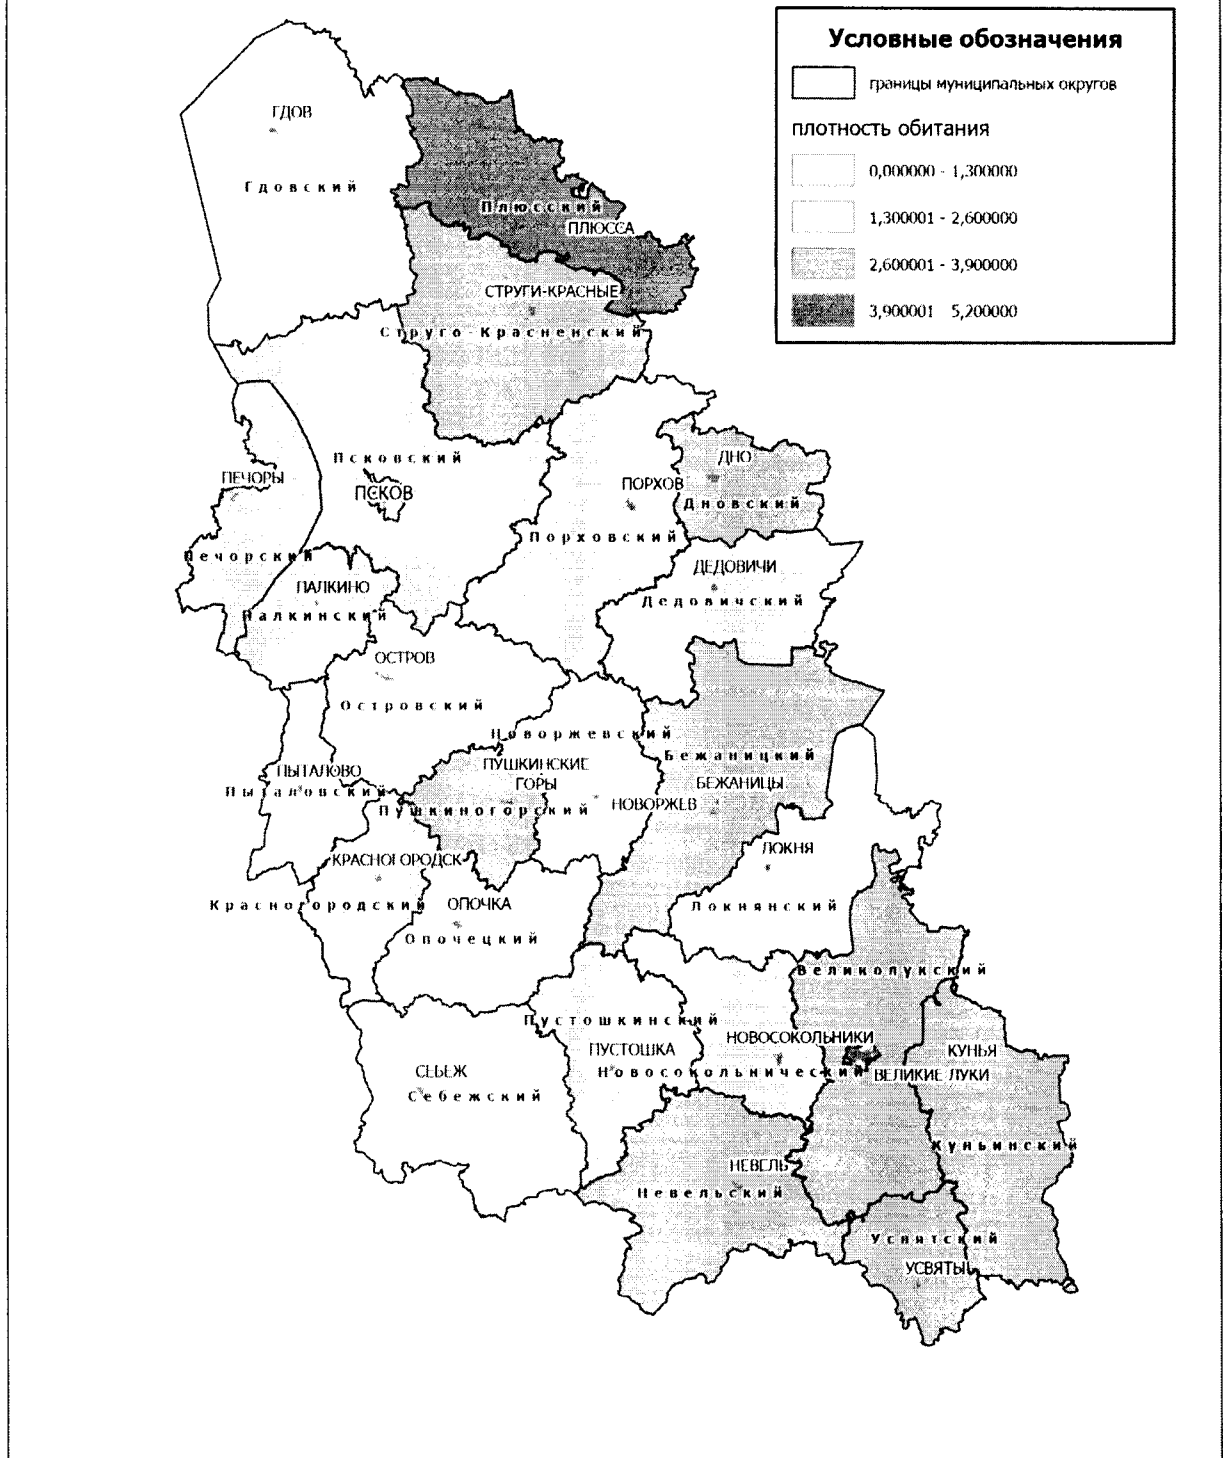 Условные обозначения
границы муниципальных округов
плотность обитания
0,000000 - 1,300000
1,300001 - 2,600000
2,600001 - 3,900000
3,900001 5,200000
ГДОВ
Гдовский
Плюсский
ПЛЮССА
СТРУГИ-КРАСНЫЕ
Струго-Красненский
Псковский
ПСКОВ
ПЕЧОРЫ
Печорский
ПАЛКИНО
Палкинский
ДНО
Дновский
ПОРХОВ
Порховский
ДЕДОВИЧИ
Дедовичский
ОСТРОВ
Островский
Новоржевский
НОВОРЖЕВ
ПУШКИНСКИЕ
ГОРЫ
Пушкиногорский
Бежаницкий
БЕЖАНИЦЫ
ПЫТАЛОВО
Пыталовский
КРАСНОГОРОДСК
Красногородский
ОПОЧКА
Опочецкий
ЛОКНЯ
Локнянский
Великолукский
ВЕЛИКИЕ ЛУКИ
Пустошкинский
ПУСТОШКА
НОВОСОКОЛЬНИКИ
Новосокольнический
КУНЬЯ
Куньинский
СЕБЕЖ
Себежский
НЕВЕЛЬ
Невельский
Усвятский
УСВЯТЫ